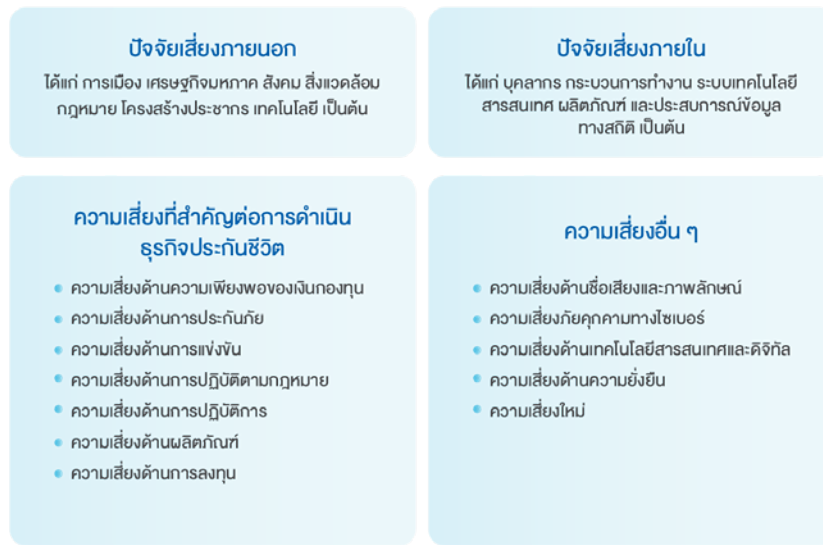 ปัจจัยเสี่ยงภายนอก
ได้แก่ การเมือง เศรษฐกิจมหภาค สังคม สิ่งแวดล้อม
กฎหมาย โครงสร้างประชากร เทคโนโลยี เป็นต้น
ปัจจัยเสี่ยงภายใน
ได้แก่ บุคลากร กระบวนการทำงาน ระบบเทคโนโลยี
สารสนเทศ ผลิตภัณฑ์ และประสบการณ์ข้อมูล
ทางสถิติ เป็นต้น
ความเสี่ยงที่สำคัญต่อการดำเนิน
ธุรกิจประกันชีวิต
ความเสี่ยงด้านความเพียงพอของเงินกองทุน
ความเสี่ยงด้านการประกันภัย
ความเสี่ยงด้านการแข่งขัน
ความเสี่ยงด้านการปฏิบัติตามกฎหมาย
ความเสี่ยงด้านการปฏิบัติการ
ความเสี่ยงด้านผลิตภัณฑ์
ความเสี่ยงด้านการลงทุน
ความเสี่ยงอื่น ๆ
ความเสี่ยงด้านชื่อเสียงและภาพลักษณ์
ความเสี่ยงภัยคุกคามทางไซเบอร์
ความเสี่ยงด้านเทคโนโลยีสารสนเทศและดิจิทัล
ความเสี่ยงด้านความยั่งยืน
ความเสี่ยงใหม่